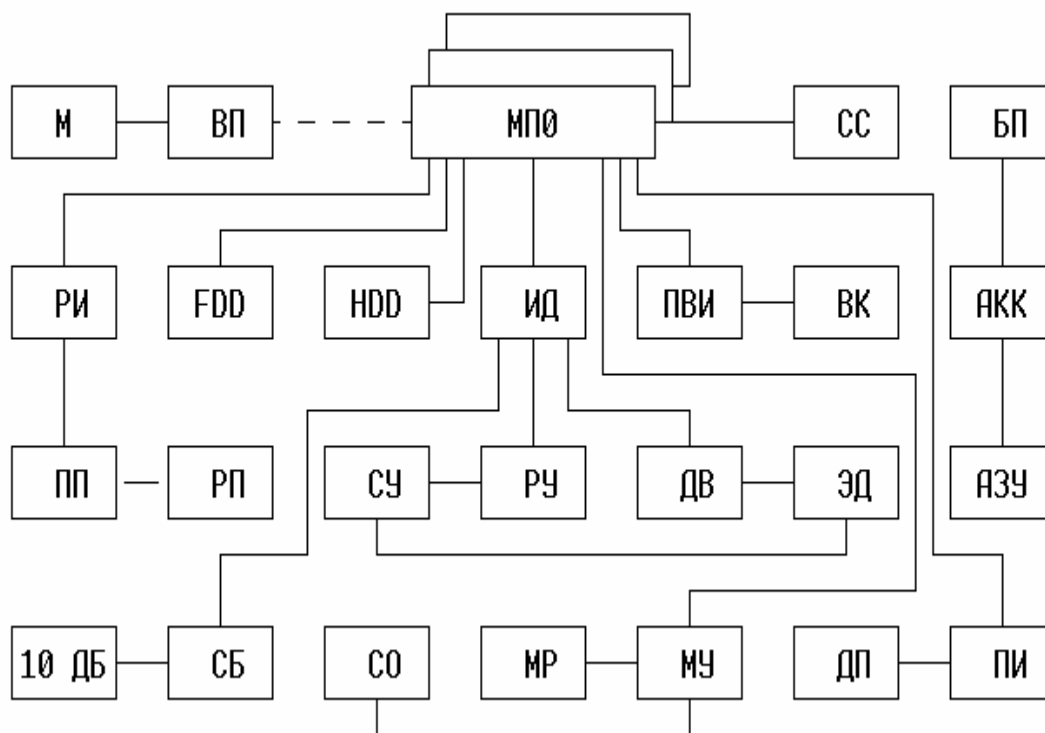 М ВП МП0 СС БП
РИ FDD HDD ИД ПВИ ВК АКК
ПП РП СУ РУ ДВ ЭД АЗУ
10 ДБ СБ СО МР МУ ДП ПИ